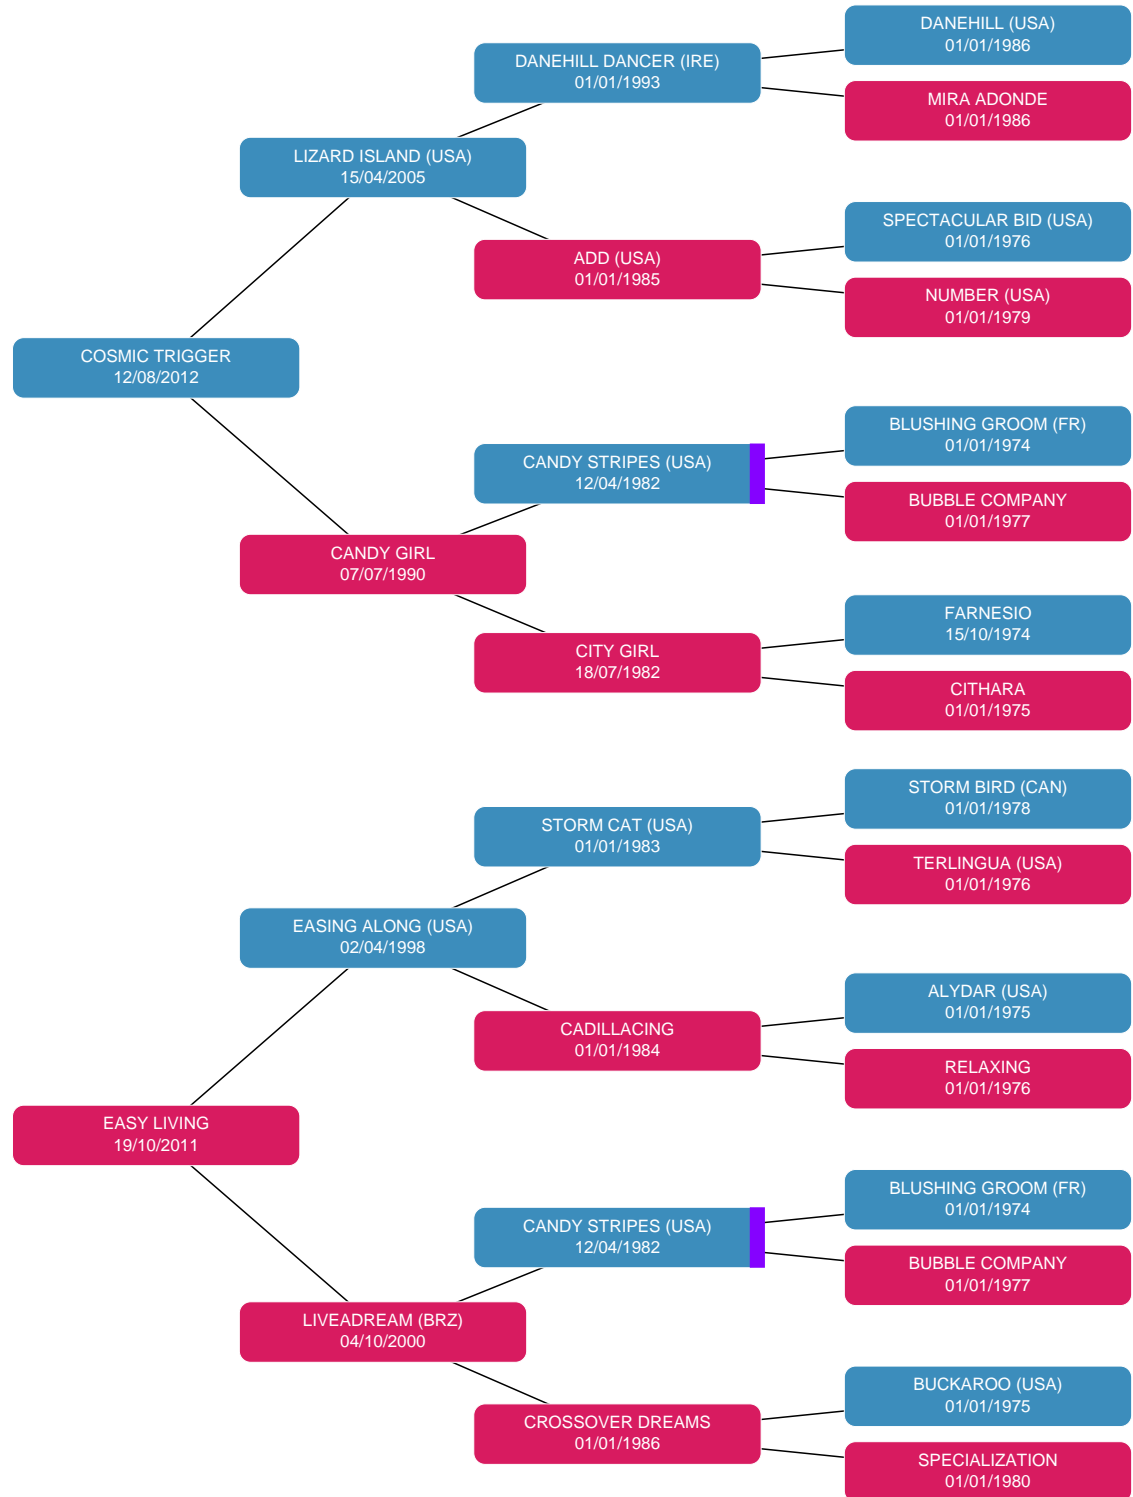 DANEHILL (USA)
01/01/1986
DANEHILL DANCER (IRE)
01/01/1993
MIRA ADONDE
01/01/1986
LIZARD ISLAND (USA)
15/04/2005
SPECTACULAR BID (USA)
01/01/1976
ADD (USA)
01/01/1985
NUMBER (USA)
01/01/1979
COSMIC TRIGGER
12/08/2012
BLUSHING GROOM (FR)
01/01/1974
CANDY STRIPES (USA)
12/04/1982
BUBBLE COMPANY
01/01/1977
CANDY GIRL
07/07/1990
FARNESIO
15/10/1974
CITY GIRL
18/07/1982
CITHARA
01/01/1975
STORM BIRD (CAN)
01/01/1978
STORM CAT (USA)
01/01/1983
TERLINGUA (USA)
01/01/1976
EASING ALONG (USA)
02/04/1998
ALYDAR (USA)
01/01/1975
CADILLACING
01/01/1984
RELAXING
01/01/1976
EASY LIVING
19/10/2011
BLUSHING GROOM (FR)
01/01/1974
CANDY STRIPES (USA)
12/04/1982
BUBBLE COMPANY
01/01/1977
LIVEADREAM (BRZ)
04/10/2000
BUCKAROO (USA)
01/01/1975
CROSSOVER DREAMS
01/01/1986
SPECIALIZATION
01/01/1980